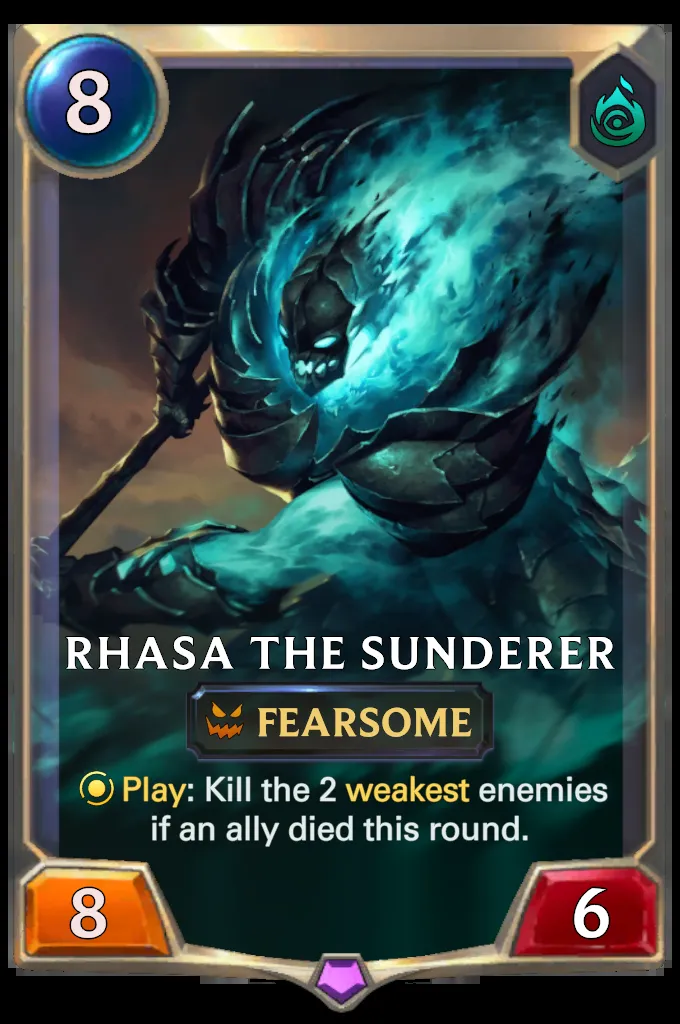 8
RHASA THE SUNDERER
FEARSOME
Play: Kill the 2 weakest enemies
if an ally died this round.
8
6